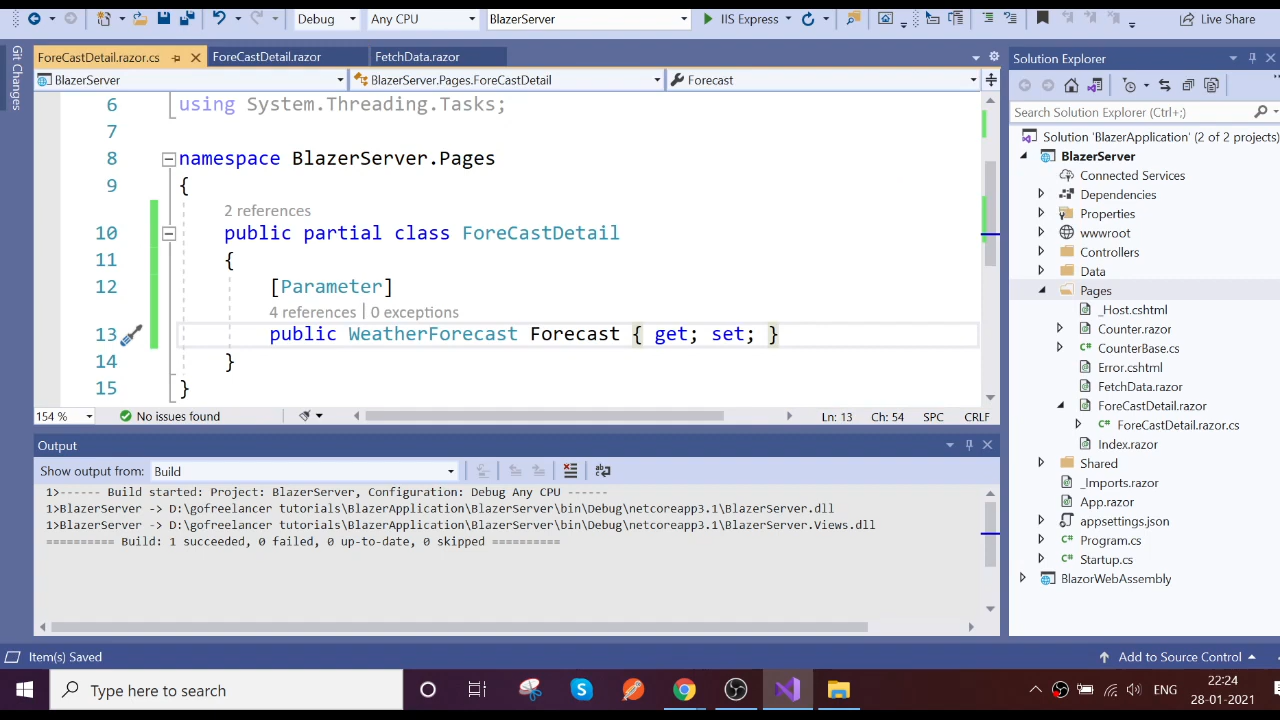 Debug
Any CPU
BlazerServer
IIS Express
Live Share
Git Changes
ForeCastDetail.razor.cs
ForeCastDetail.razor
FetchData.razor
BlazerServer
BlazerServer.Pages.ForeCastDetail
Forecast
6 using System.Threading.Tasks;
7
8 namespace BlazerServer.Pages
9 {
2 references
10 public partial class ForeCastDetail
11 {
12 [Parameter]
4 references | 0 exceptions
13 public WeatherForecast Forecast { get; set; }
14 }
15 }
154 %
No issues found
Ln: 13
Ch: 54
SPC
CRLF
Output
Show output from: Build
1>------ Build started: Project: BlazerServer, Configuration: Debug Any CPU ------
1>BlazerServer -> D:\gofreelancer tutorials\BlazerApplication\BlazerServer\bin\Debug\netcoreapp3.1\BlazerServer.dll
1>BlazerServer -> D:\gofreelancer tutorials\BlazerApplication\BlazerServer\bin\Debug\netcoreapp3.1\BlazerServer.Views.dll
========== Build: 1 succeeded, 0 failed, 0 up-to-date, 0 skipped ==========
Solution Explorer
Search Solution Explorer (Ctrl+;)
Solution 'BlazerApplication' (2 of 2 projects)
BlazerServer
Connected Services
Dependencies
Properties
wwwroot
Controllers
Data
Pages
_Host.cshtml
Counter.razor
C# CounterBase.cs
Error.cshtml
FetchData.razor
ForeCastDetail.razor
C# ForeCastDetail.razor.cs
Index.razor
Shared
_Imports.razor
App.razor
appsettings.json
C# Program.cs
C# Startup.cs
BlazorWebAssembly
Item(s) Saved
Add to Source Control
Type here to search
ENG
22:24
28-01-2021